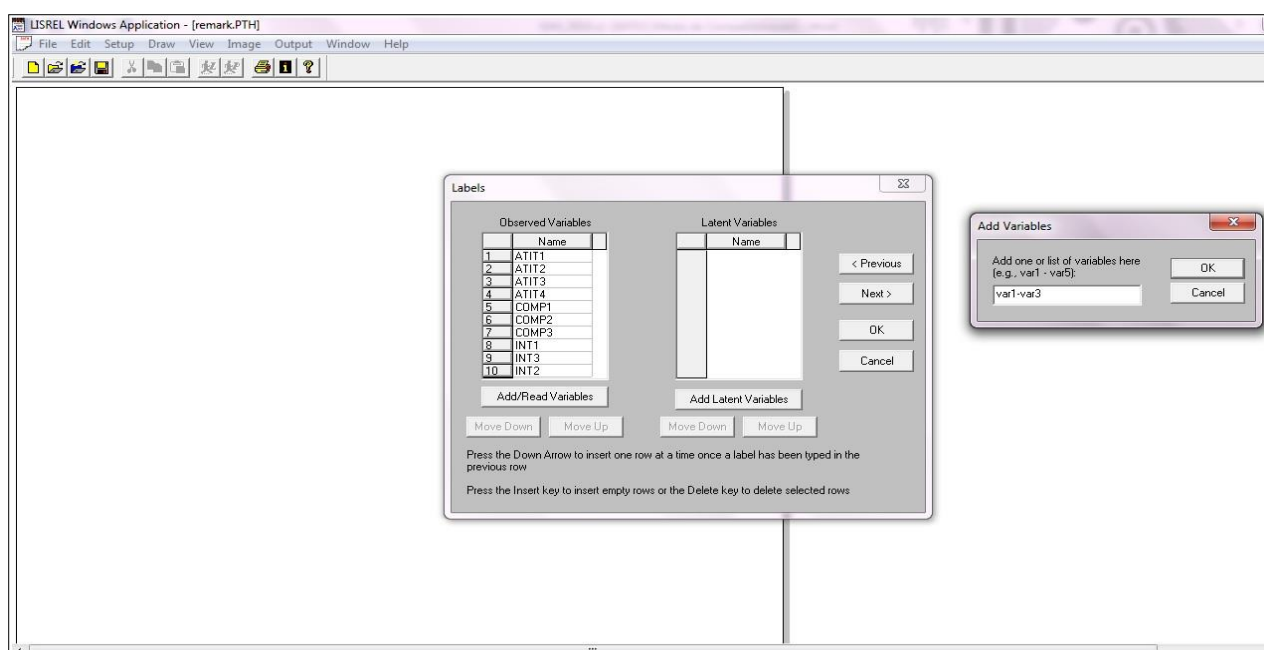 LISREL Windows Application - [remark.PTH]
File Edit Setup Draw View Image Output Window Help
Labels
Observed Variables
Name
1 ATIT1
2 ATIT2
3 ATIT3
4 ATIT4
5 COMP1
6 COMP2
7 COMP3
8 INT1
9 INT3
10 INT2
Add/Read Variables
Move Down Move Up
Latent Variables
Name
Add Latent Variables
Move Down Move Up
< Previous
Next >
OK
Cancel
Press the Down Arrow to insert one row at a time once a label has been typed in the
previous row
Press the Insert key to insert empty rows or the Delete key to delete selected rows
Add Variables
Add one or list of variables here
(e.g., var1 - var5):
var1-var3
OK
Cancel